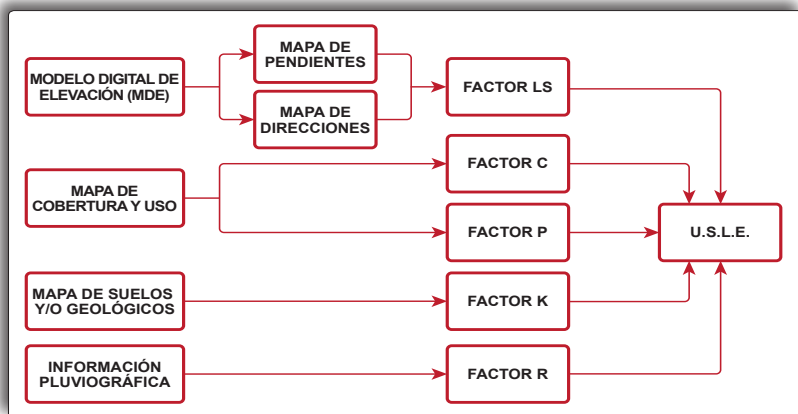 MODELO DIGITAL DE
ELEVACIÓN (MDE)
MAPA DE
PENDIENTES
MAPA DE
DIRECCIONES
FACTOR LS
MAPA DE
COBERTURA Y USO
FACTOR C
FACTOR P
U.S.L.E.
MAPA DE SUELOS
Y/O GEOLÓGICOS
FACTOR K
INFORMACIÓN
PLUVIOGRÁFICA
FACTOR R